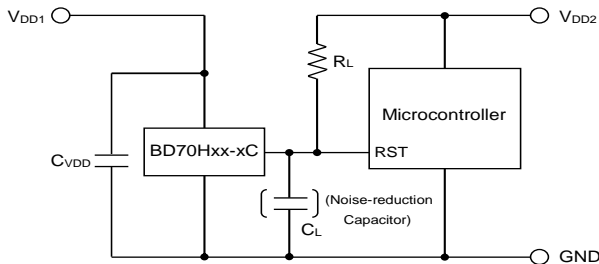 VDD1
VDD2
RL
Microcontroller
CVDD
BD70Hxx-xC
RST
(Noise-reduction
Capacitor)
CL
GND